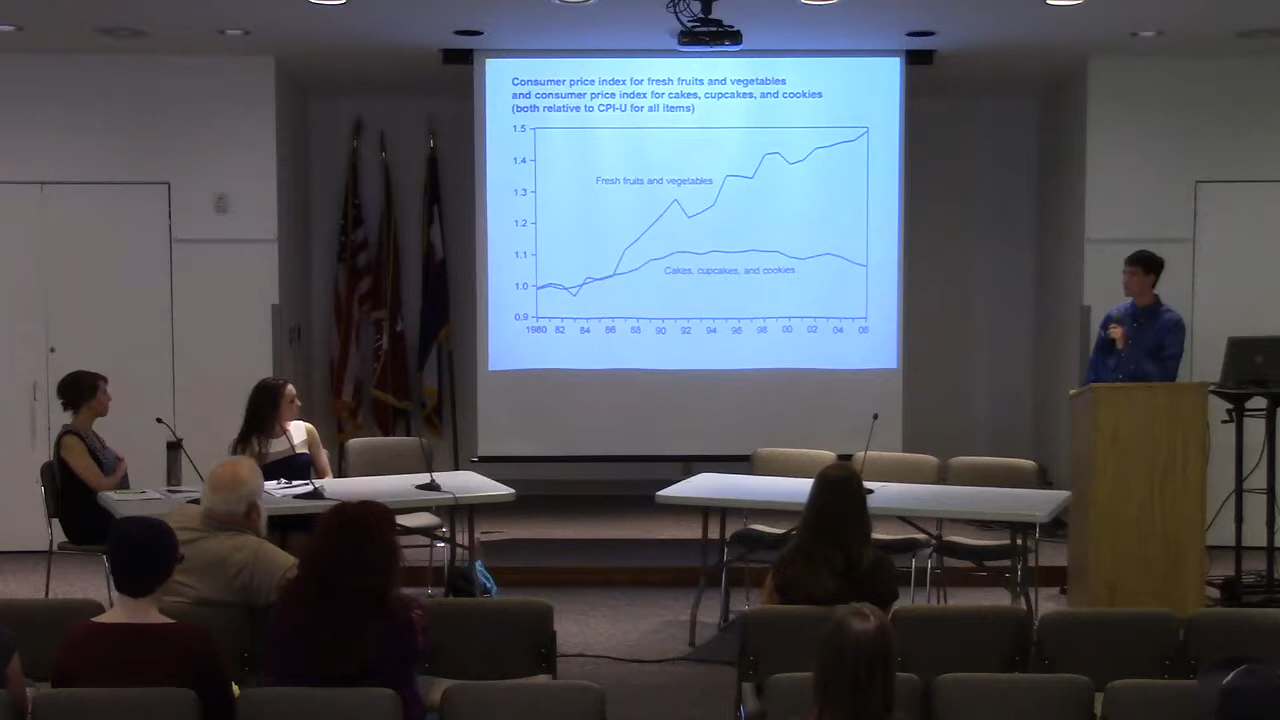 Consumer price index for fresh fruits and vegetables
and consumer price index for cakes, cupcakes, and cookies
(both relative to CPI-U for all items)
1.5
1.4
Fresh fruits and vegetables
1.3
1.2
1.1
Cakes, cupcakes, and cookies
1.0
0.9
1980 82 84 86 88 90 92 94 96 98 00 02 04 06 08